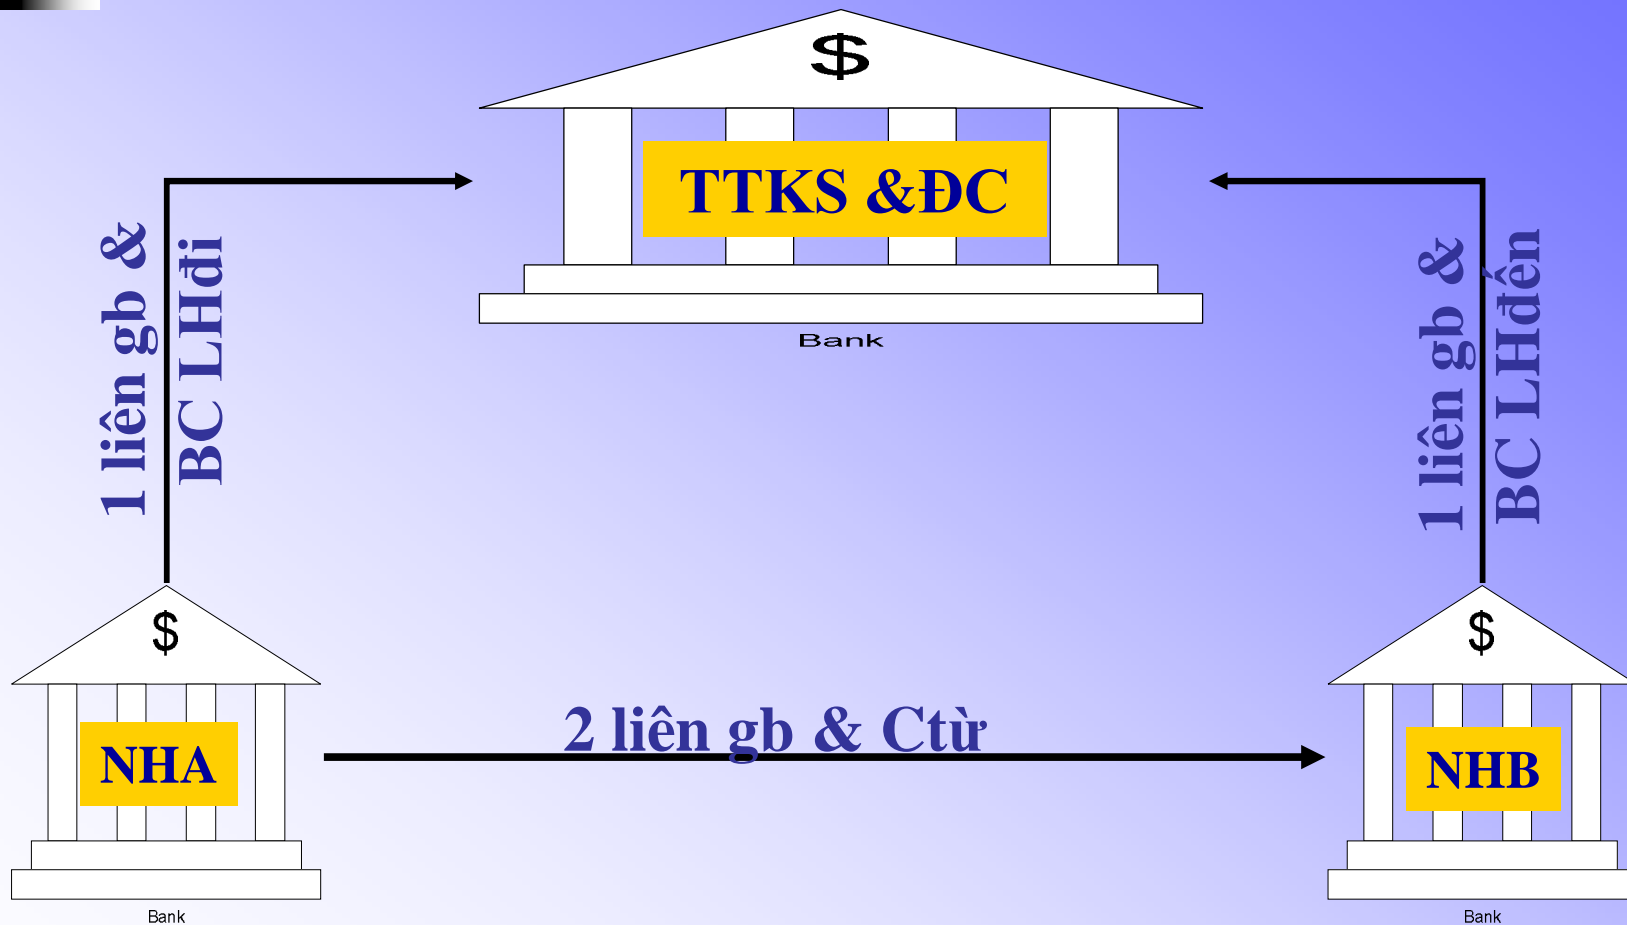 $
TTKS &ĐC
Bank
1 liên gb &
BC LHđi
1 liên gb &
BC LHđến
$
NHA
Bank
2 liên gb & Ctừ
$
NHB
Bank